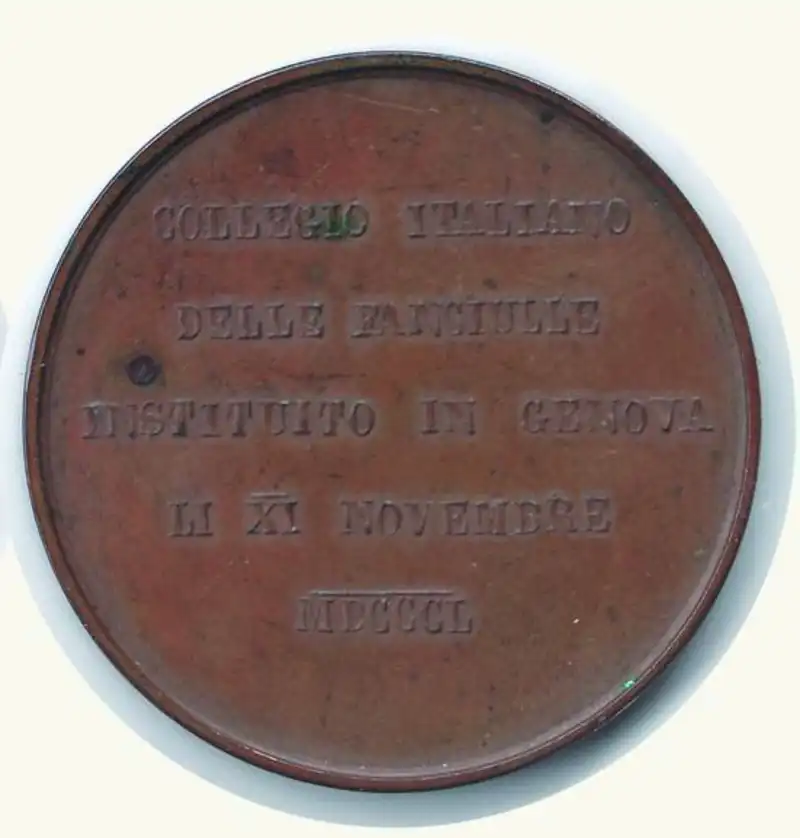 COLLEGIO ITALIANO
DELLE FANCIULLE
INSTITUITO IN GENOVA
LI XI NOVEMBRE
MDCCCL